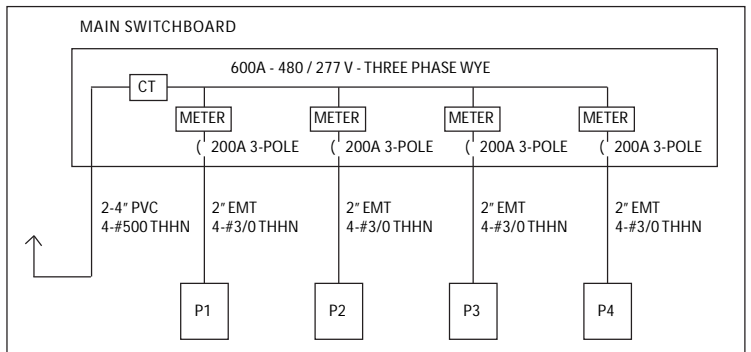 MAIN SWITCHBOARD
600A - 480 / 277 V - THREE PHASE WYE
CT
METER METER METER METER
( 200A 3-POLE ( 200A 3-POLE ( 200A 3-POLE ( 200A 3-POLE
2-4" PVC 2" EMT 2" EMT 2" EMT 2" EMT
4-#500 THHN 4-#3/0 THHN 4-#3/0 THHN 4-#3/0 THHN 4-#3/0 THHN
P1 P2 P3 P4